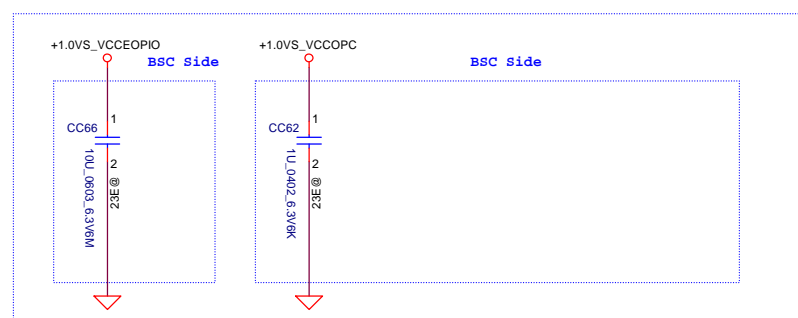 +1.0VS_VCCEOPIO
BSC Side
CC66
1
2
10U_0603_6.3V6M
23E@
+1.0VS_VCCOPC
BSC Side
CC62
1
2
1U_0402_6.3V6K
23E@